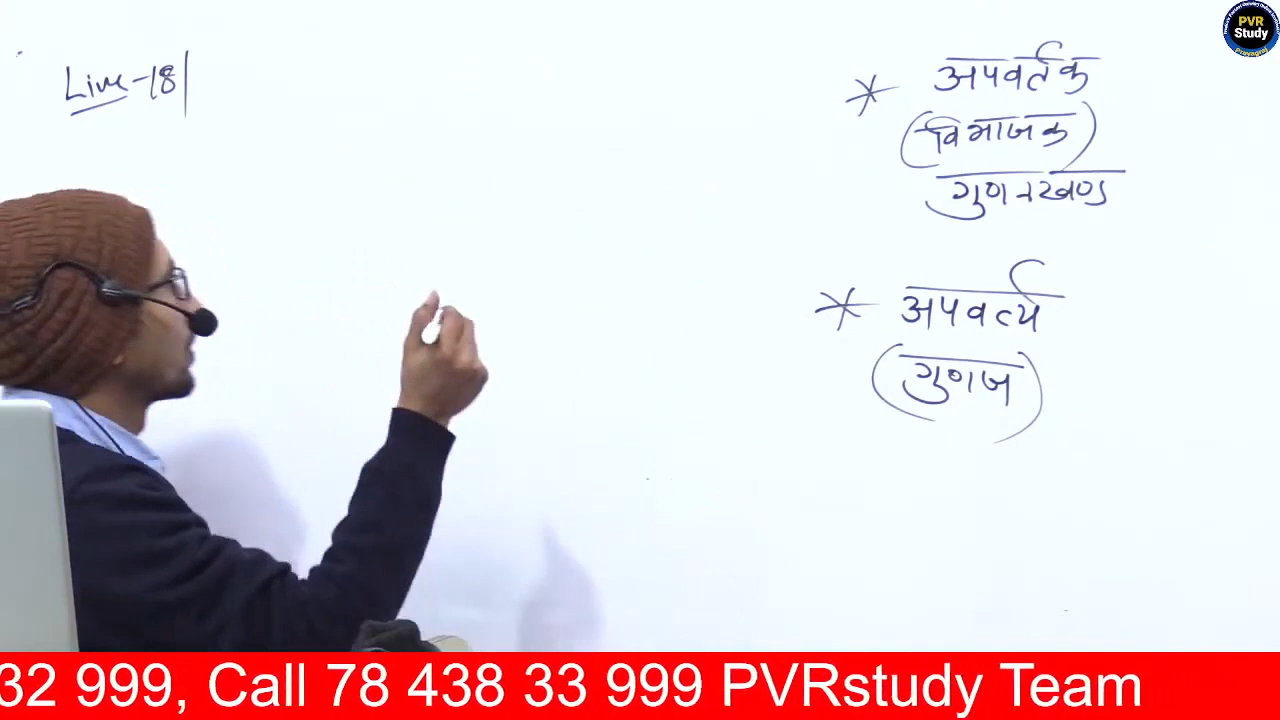 Live-18
* अपवर्तक
(विभाजक)
गुणनखण्ड
* अपवर्त्य
(गुणज)
PVR
Study
Prayagraj
32 999, Call 78 438 33 999 PVRstudy Team